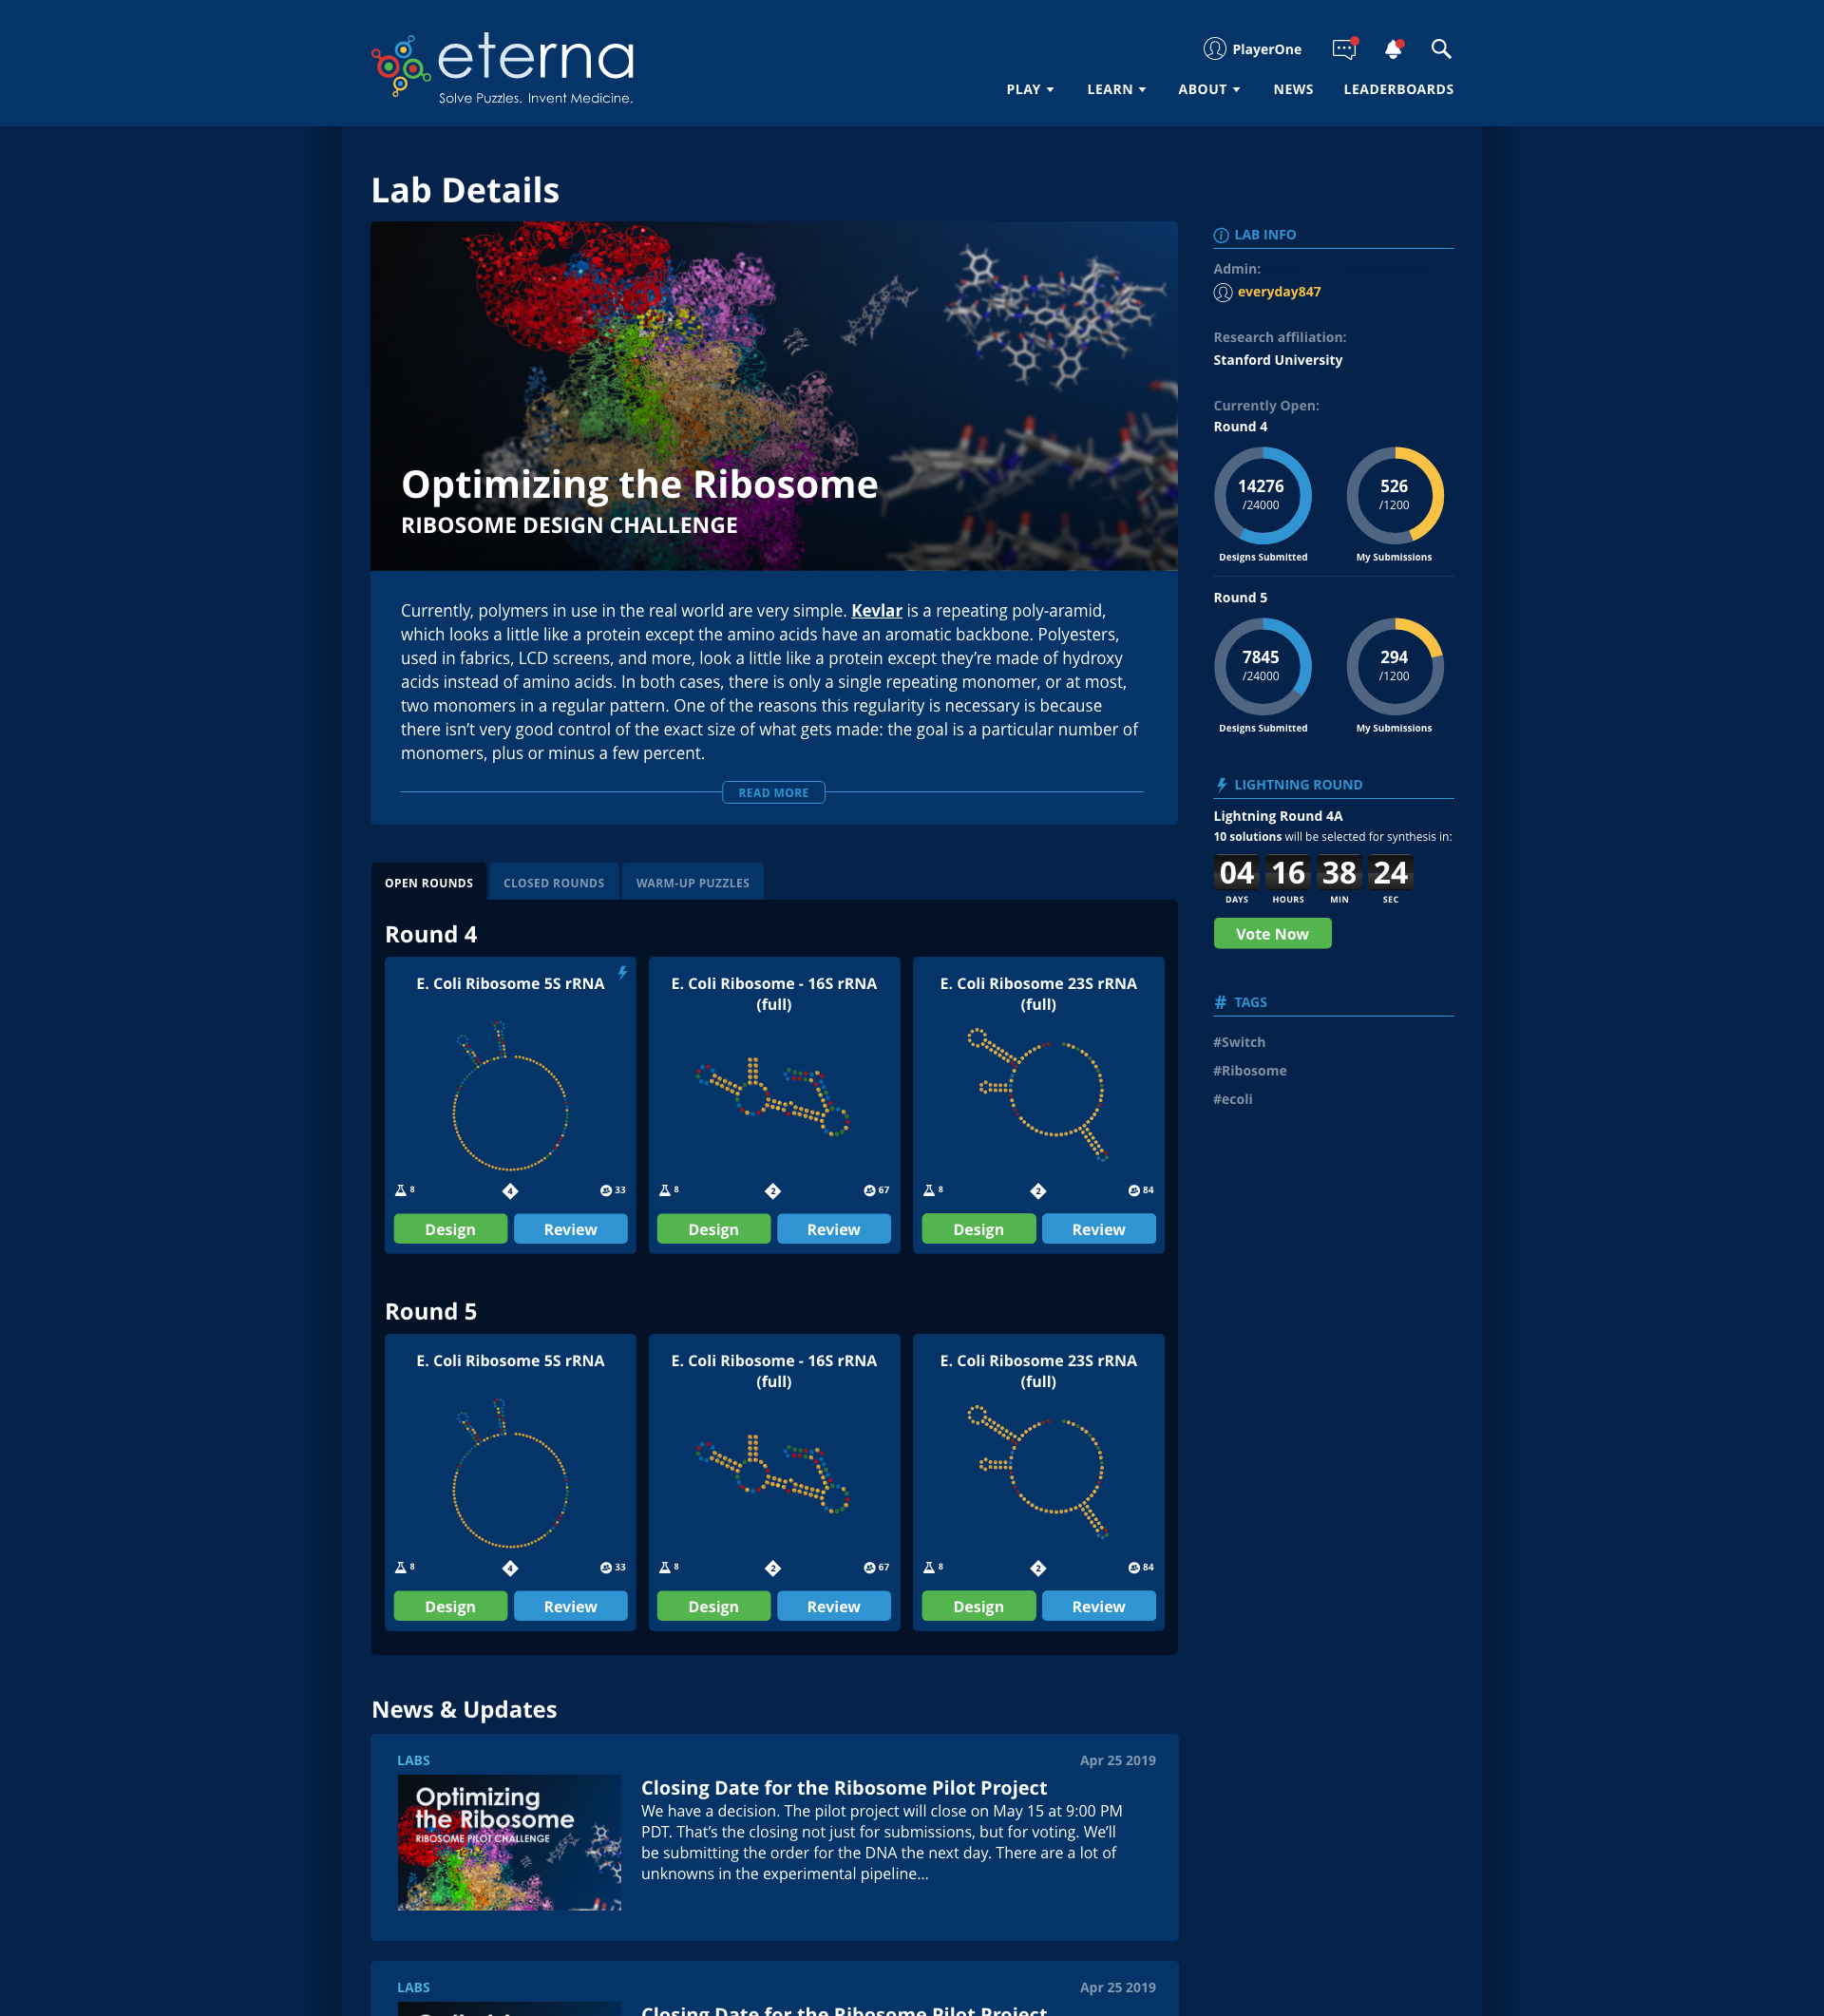 eterna
Solve Puzzles. Invent Medicine.
PlayerOne
PLAY
LEARN
ABOUT
NEWS
LEADERBOARDS
Lab Details
Optimizing the Ribosome
RIBOSOME DESIGN CHALLENGE
Currently, polymers in use in the real world are very simple. Kevlar is a repeating poly-aramid,
which looks a little like a protein except the amino acids have an aromatic backbone. Polyesters,
used in fabrics, LCD screens, and more, look a little like a protein except they’re made of hydroxy
acids instead of amino acids. In both cases, there is only a single repeating monomer, or at most,
two monomers in a regular pattern. One of the reasons this regularity is necessary is because
there isn’t very good control of the exact size of what gets made: the goal is a particular number of
monomers, plus or minus a few percent.
READ MORE
LAB INFO
Admin:
everyday847
Research affiliation:
Stanford University
Currently Open:
Round 4
14276
/24000
Designs Submitted
526
/1200
My Submissions
Round 5
7845
/24000
Designs Submitted
294
/1200
My Submissions
LIGHTNING ROUND
Lightning Round 4A
10 solutions will be selected for synthesis in:
04 16 38 24
DAYS HOURS MIN SEC
Vote Now
# TAGS
#Switch
#Ribosome
#ecoli
OPEN ROUNDS
CLOSED ROUNDS
WARM-UP PUZZLES
Round 4
E. Coli Ribosome 5S rRNA
8
4
33
Design
Review
E. Coli Ribosome - 16S rRNA
(full)
8
2
67
Design
Review
E. Coli Ribosome 23S rRNA
(full)
8
2
84
Design
Review
Round 5
E. Coli Ribosome 5S rRNA
8
4
33
Design
Review
E. Coli Ribosome - 16S rRNA
(full)
8
2
67
Design
Review
E. Coli Ribosome 23S rRNA
(full)
8
2
84
Design
Review
News & Updates
LABS
Apr 25 2019
Optimizing
the Ribosome
RIBOSOME PILOT CHALLENGE
Closing Date for the Ribosome Pilot Project
We have a decision. The pilot project will close on May 15 at 9:00 PM
PDT. That’s the closing not just for submissions, but for voting. We’ll
be submitting the order for the DNA the next day. There are a lot of
unknowns in the experimental pipeline...
LABS
Apr 25 2019
Closing Date for the Ribosome Pilot Project